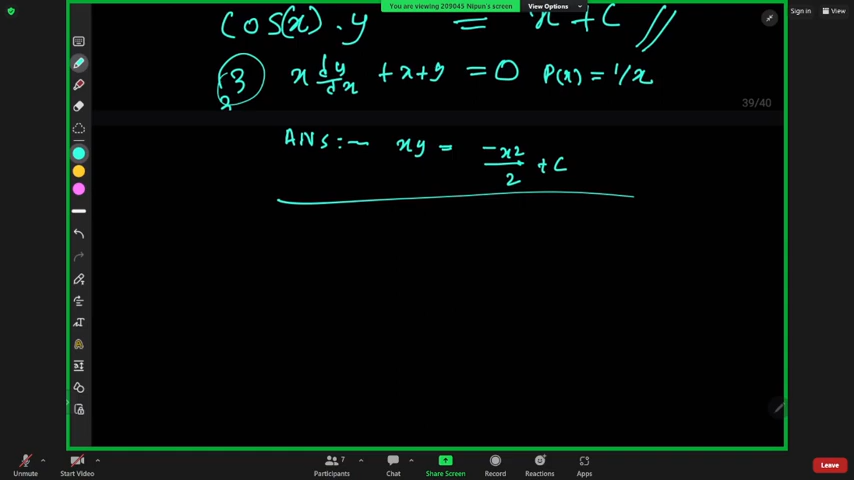 You are viewing 209045 Nipun's screen View Options
Sign in View
cos(x) . y = x + C //
3 x dy/dx + x + y = 0 P(x) = 1/x
2
39/40
ANS :— xy = -x2/2 + C
Unmute Start Video Participants 7 Chat Share Screen Record Reactions Apps Leave